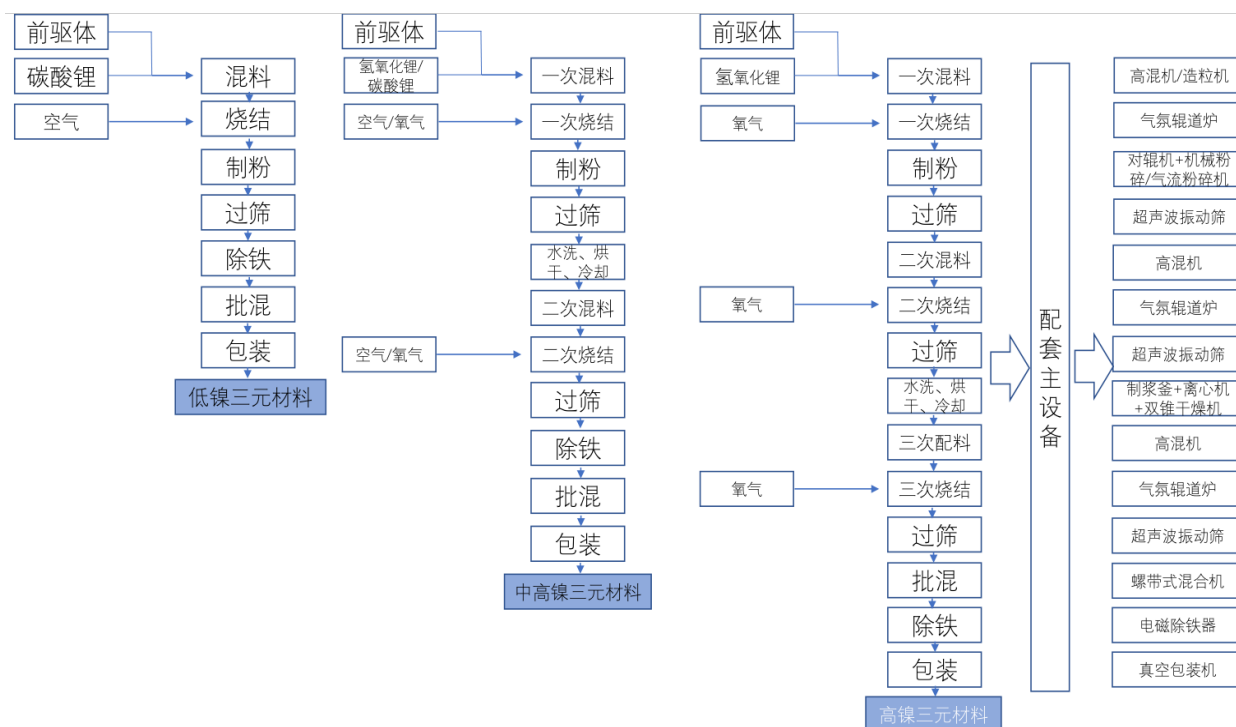 前驱体
碳酸锂
空气
混料
烧结
制粉
过筛
除铁
批混
包装
低镍三元材料
前驱体
氢氧化锂/
碳酸锂
空气/氧气
空气/氧气
一次混料
一次烧结
制粉
过筛
水洗、烘
干、冷却
二次混料
二次烧结
过筛
除铁
批混
包装
中高镍三元材料
前驱体
氢氧化锂
氧气
氧气
氧气
一次混料
一次烧结
制粉
过筛
二次混料
二次烧结
过筛
水洗、烘
干、冷却
三次配料
三次烧结
过筛
批混
除铁
包装
高镍三元材料
配套主设备
高混机/造粒机
气氛辊道炉
对辊机+机械粉
碎/气流粉碎机
超声波振动筛
高混机
气氛辊道炉
超声波振动筛
制浆釜+离心机
+双锥干燥机
高混机
气氛辊道炉
超声波振动筛
螺带式混合机
电磁除铁器
真空包装机